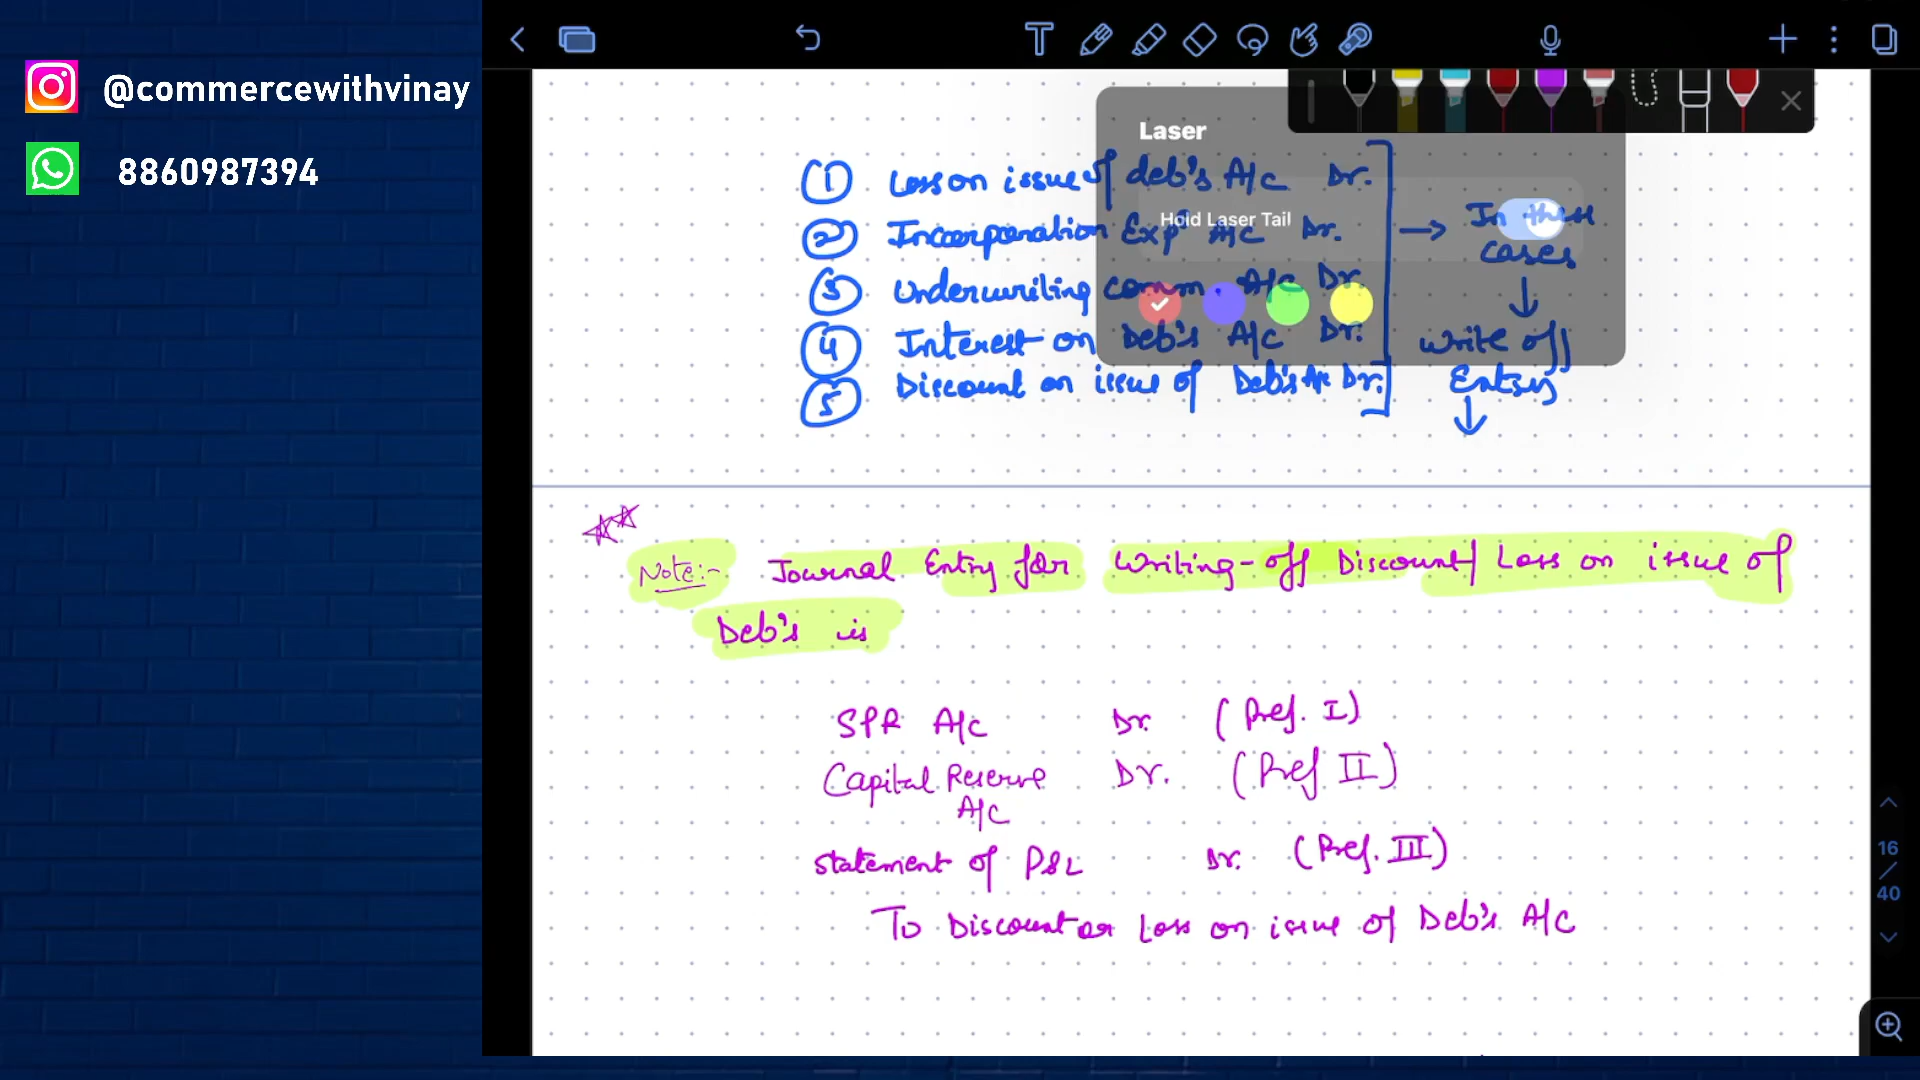 @commercewithvinay
8860987394
Laser
Hold Laser Tail
① Loss on issue of deb's A/c Dr.
② Incorporation Exp A/c Dr.
③ Underwriting comm. A/c Dr.
④ Interest on Deb's A/c Dr.
⑤ Discount on issue of Deb's A/c Dr.
→ In these
cases
↓
Write off
Entry
↓
Note:- Journal Entry for Writing-off Discount/ Loss on issue of
Deb's is
SPR A/c Dr. (Pref. I)
Capital Reserve Dr. (Pref II)
A/C
Statement of P&L Dr. (Pref. III)
To Discount or Loss on issue of Deb's A/c
16
/
40